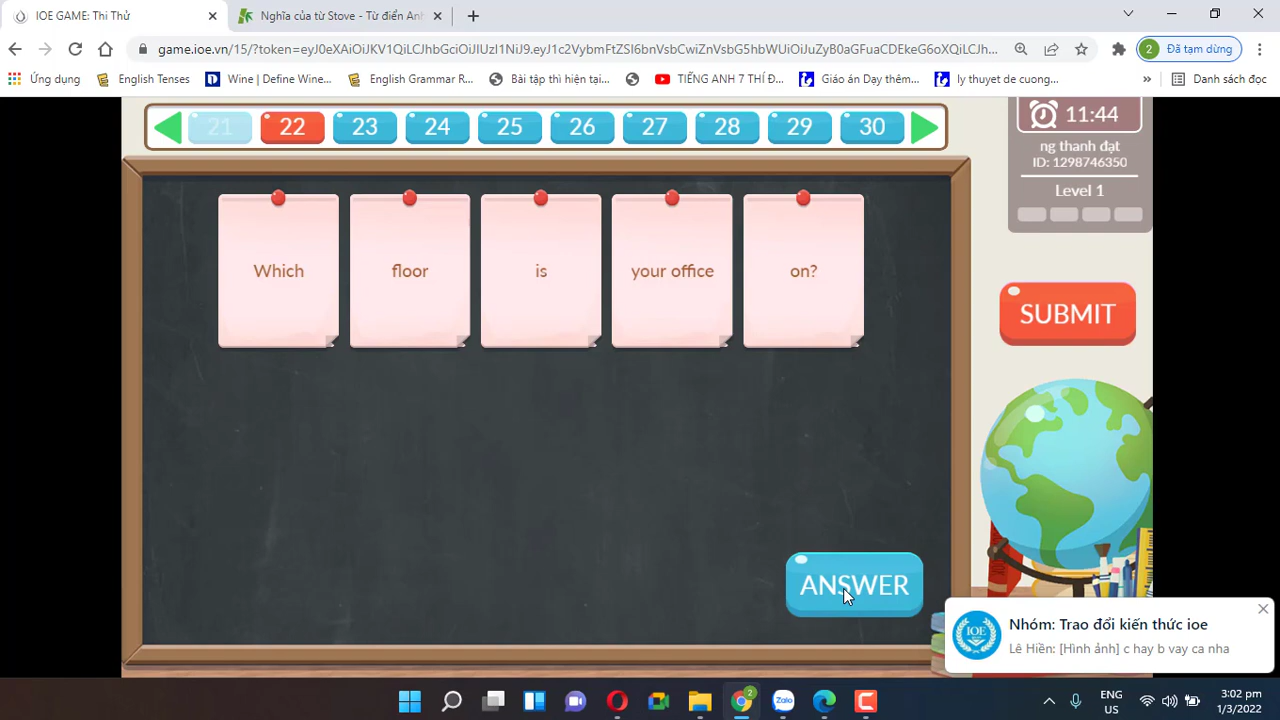 IOE GAME: Thi Thử
Nghĩa của từ Stove - Từ điển Anh
game.ioe.vn/15/?token=eyJ0eXAiOiJKV1QiLCJhbGciOiJIUzI1NiJ9.eyJ1c2VybmFtZSI6bnVsbCwiZnVsbG5hbWUiOiJuZyB0aGFuaCDEkeG6oXQiLCJh...
2
Đã tạm dừng
Ứng dụng
English Tenses
Wine | Define Wine...
English Grammar R...
Bài tập thì hiện tại...
TIẾNG ANH 7 THÍ Đ...
Giáo án Dạy thêm...
ly thuyet de cuong...
»
Danh sách đọc
21
22
23
24
25
26
27
28
29
30
11:44
ng thanh đạt
ID: 1298746350
Level 1
Which
floor
is
your office
on?
SUBMIT
ANSWER
IOE
Nhóm: Trao đổi kiến thức ioe
Lê Hiền: [Hình ảnh] c hay b vay ca nha
2
Zalo
ENG
US
3:02 pm
1/3/2022